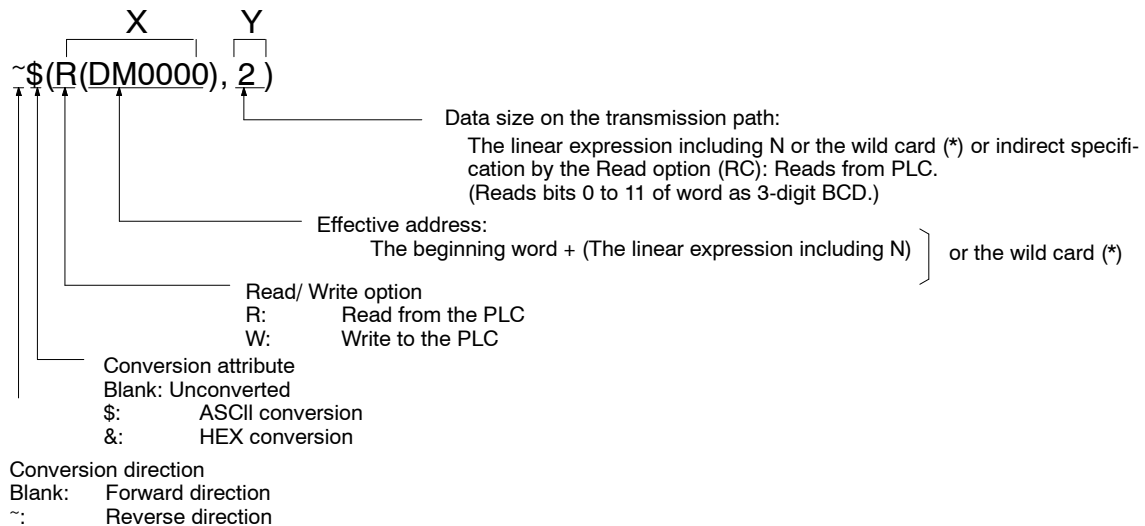 X Y
~$(R(DM0000), 2)
Data size on the transmission path:
The linear expression including N or the wild card (*) or indirect specifi-
cation by the Read option (RC): Reads from PLC.
(Reads bits 0 to 11 of word as 3-digit BCD.)
Effective address:
The beginning word + (The linear expression including N)
or the wild card (*)
Read/ Write option
R: Read from the PLC
W: Write to the PLC
Conversion attribute
Blank: Unconverted
$: ASCII conversion
&: HEX conversion
Conversion direction
Blank: Forward direction
~: Reverse direction